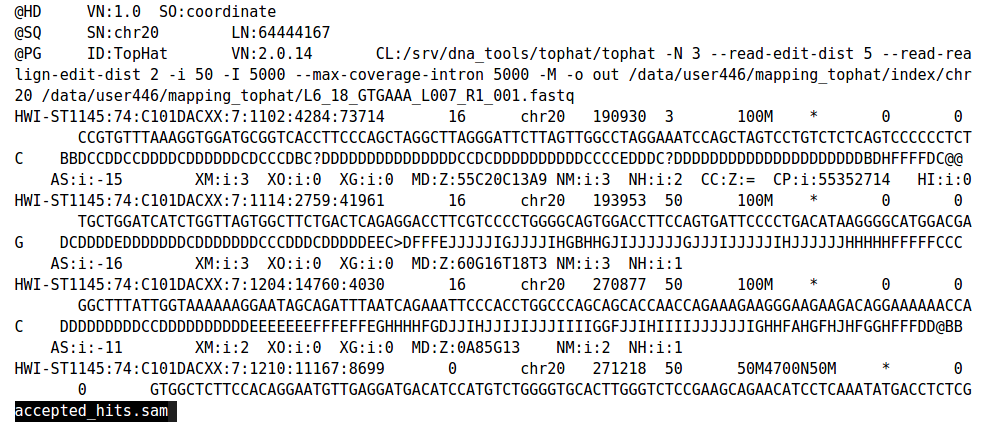 @HD VN:1.0 SO:coordinate
@SQ SN:chr20 LN:64444167
@PG ID:TopHat VN:2.0.14 CL:/srv/dna_tools/tophat/tophat -N 3 --read-edit-dist 5 --read-rea
lign-edit-dist 2 -i 50 -I 5000 --max-coverage-intron 5000 -M -o out /data/user446/mapping_tophat/index/chr
20 /data/user446/mapping_tophat/L6_18_GTGAAA_L007_R1_001.fastq
HWI-ST1145:74:C101DACXX:7:1102:4284:73714 16 chr20 190930 3 100M * 0 0
CCGTGTTTAAAGGTGGATGCGGTCACCTTCCCAGCTAGGCTTAGGGATTCTTAGTTGGCCTAGGAAATCCAGCTAGTCCTGTCTCTCAGTCCCCCCTCT
C BBDCCDDCCDDDDCDDDDDDCDCCCDBC?DDDDDDDDDDDDDDDCCDCDDDDDDDDDDCCCCEDDDC?DDDDDDDDDDDDDDDDDDDDDBDHFFFFDC@@
AS:i:-15 XM:i:3 XO:i:0 XG:i:0 MD:Z:55C20C13A9 NM:i:3 NH:i:2 CC:Z:= CP:i:55352714 HI:i:0
HWI-ST1145:74:C101DACXX:7:1114:2759:41961 16 chr20 193953 50 100M * 0 0
TGCTGGATCATCTGGTTAGTGGCTTCTGACTCAGAGGACCTTCGTCCCCTGGGGCAGTGGACCTTCCAGTGATTCCCCTGACATAAGGGGCATGGACGA
G DCDDDDEDDDDDDDCDDDDDDDCCCDDDCDDDDDEEC>DFFFEJJJJJIGJJJJIHGBHHGJIJJJJJJGJJJIJJJJJIHJJJJJJHHHHHFFFFFCCC
AS:i:-16 XM:i:3 XO:i:0 XG:i:0 MD:Z:60G16T18T3 NM:i:3 NH:i:1
HWI-ST1145:74:C101DACXX:7:1204:14760:4030 16 chr20 270877 50 100M * 0 0
GGCTTTATTGGTAAAAAAGGAATAGCAGATTTAATCAGAAATTCCCACCTGGCCCAGCAGCACCAACCAGAAAGAAGGGAAGAAGACAGGAAAAAACCA
C DDDDDDDDDCCDDDDDDDDDDEEEEEEEFFFEFFEGHHHHFGDJJIHJJIJIJJJIIIIGGFJJIHIIIIJJJJJJIGHHFAHGFHJHFGGHFFFDD@BB
AS:i:-11 XM:i:2 XO:i:0 XG:i:0 MD:Z:0A85G13 NM:i:2 NH:i:1
HWI-ST1145:74:C101DACXX:7:1210:11167:8699 0 chr20 271218 50 50M4700N50M * 0
0 GTGGCTCTTCCACAGGAATGTTGAGGATGACATCCATGTCTGGGGTGCACTTGGGTCTCCGAAGCAGAACATCCTCAAATATGACCTCTCG
accepted_hits.sam